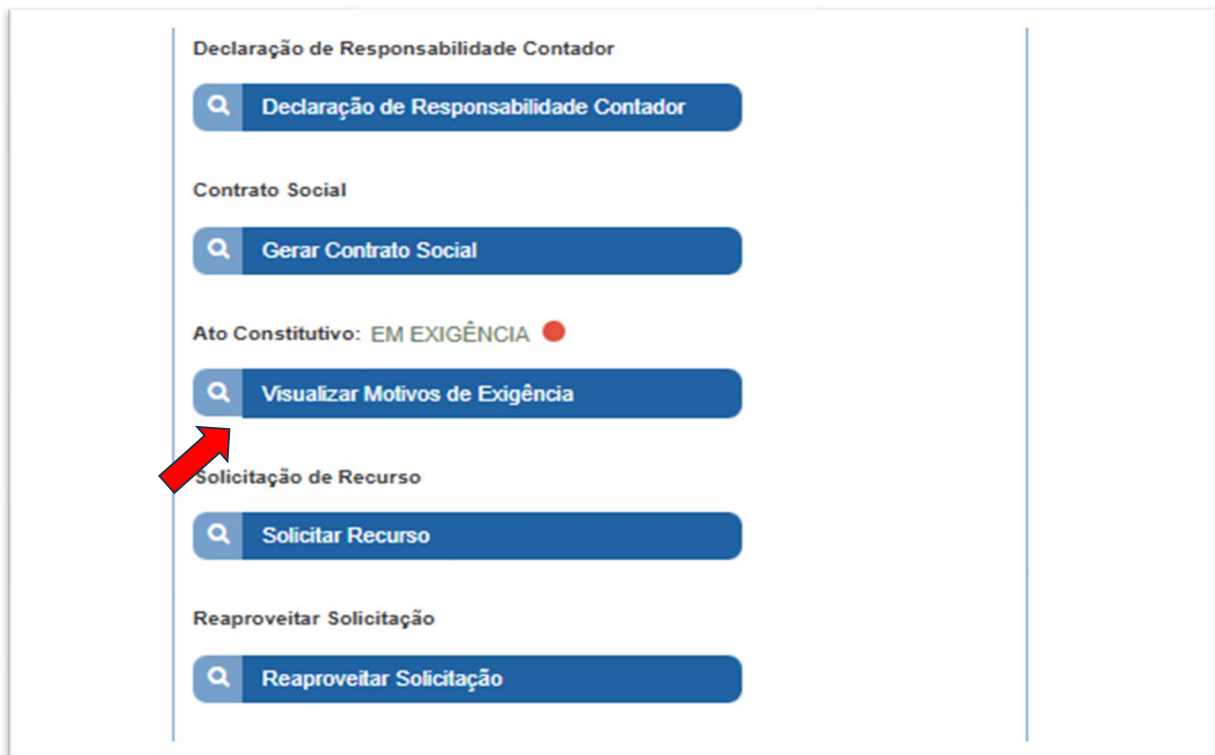 Declaração de Responsabilidade Contador
Declaração de Responsabilidade Contador
Contrato Social
Gerar Contrato Social
Ato Constitutivo: EM EXIGÊNCIA
Visualizar Motivos de Exigência
Solicitação de Recurso
Solicitar Recurso
Reaproveitar Solicitação
Reaproveitar Solicitação